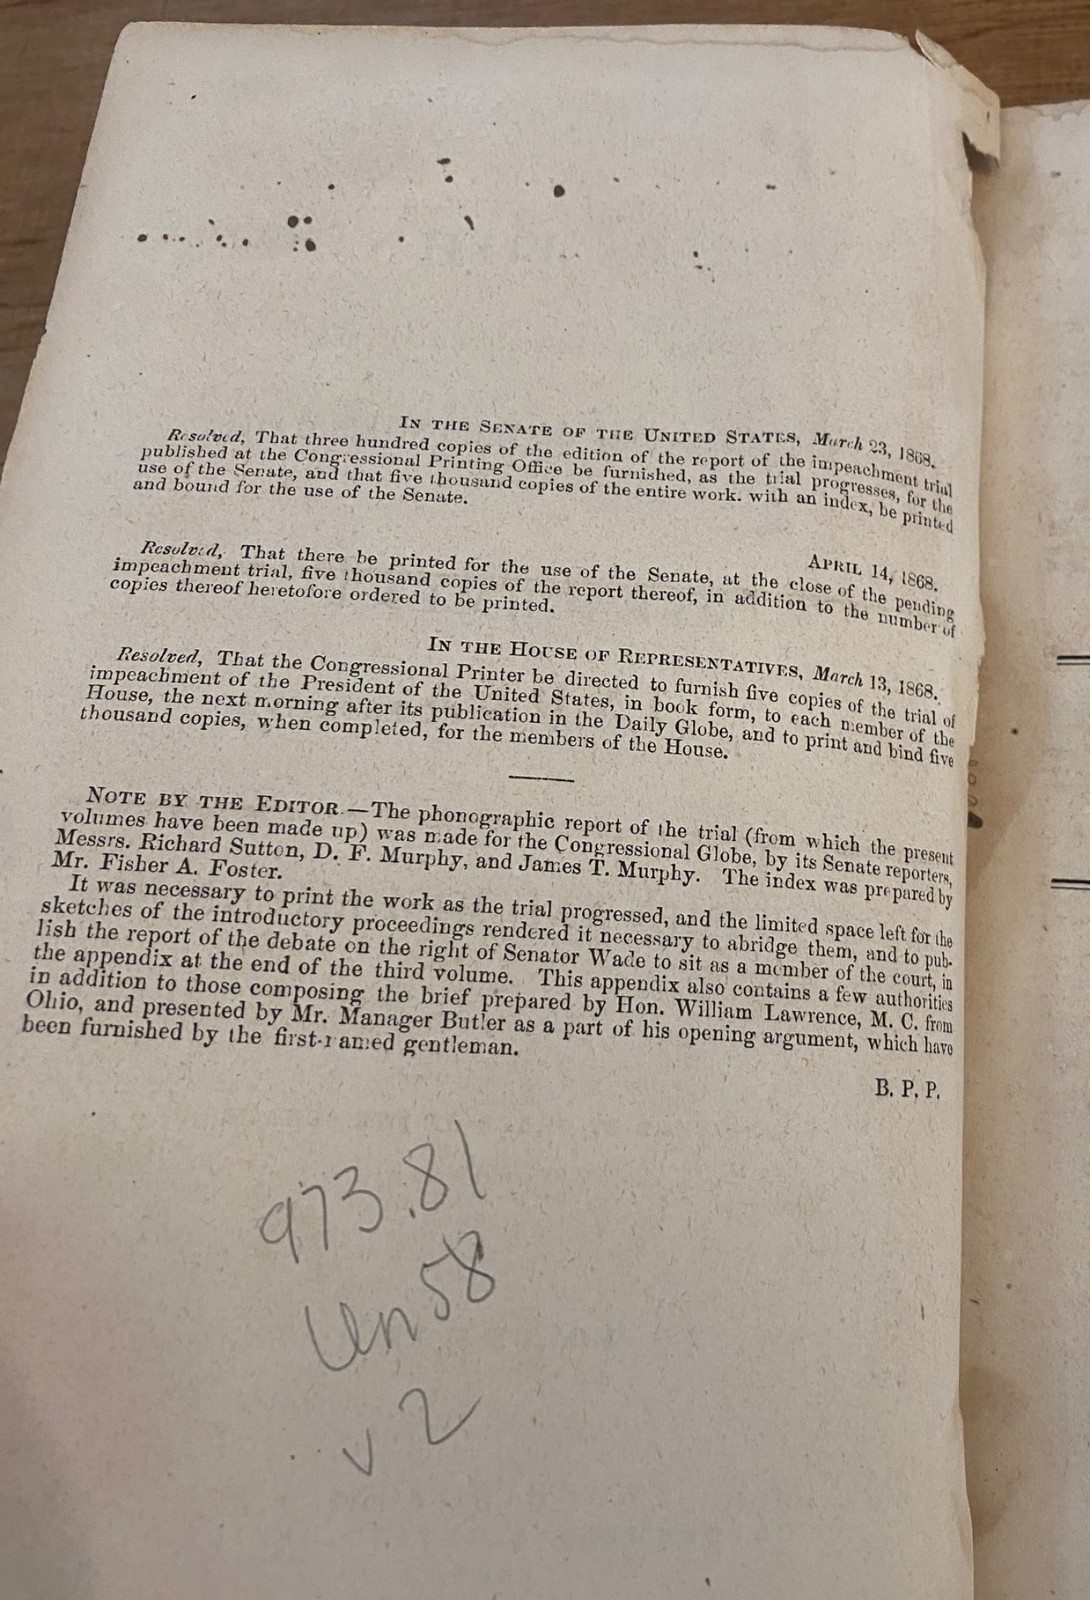 IN THE SENATE OF THE UNITED STATES, March 23, 1868.
Resolved, That three hundred copies of the edition of the report of the impeachment trial
published at the Congressional Printing Office be furnished, as the trial progresses, for the
use of the Senate, and that five thousand copies of the entire work. with an index, be printed
and bound for the use of the Senate.
APRIL 14, 1868.
Resolved, That there be printed for the use of the Senate, at the close of the pending
impeachment trial, five thousand copies of the report thereof, in addition to the number of
copies thereof heretofore ordered to be printed.
IN THE HOUSE OF REPRESENTATIVES, March 13, 1868.
Resolved, That the Congressional Printer be directed to furnish five copies of the trial of
impeachment of the President of the United States, in book form, to each member of the
House, the next morning after its publication in the Daily Globe, and to print and bind five
thousand copies, when completed, for the members of the House.
NOTE BY THE EDITOR.—The phonographic report of the trial (from which the present
volumes have been made up) was made for the Congressional Globe, by its Senate reporters,
Messrs. Richard Sutton, D. F. Murphy, and James T. Murphy. The index was prepared by
Mr. Fisher A. Foster.
It was necessary to print the work as the trial progressed, and the limited space left for the
sketches of the introductory proceedings rendered it necessary to abridge them, and to pub-
lish the report of the debate on the right of Senator Wade to sit as a member of the court, in
the appendix at the end of the third volume. This appendix also contains a few authorities
in addition to those composing the brief prepared by Hon. William Lawrence, M. C. from
Ohio, and presented by Mr. Manager Butler as a part of his opening argument, which have
been furnished by the first-named gentleman.
B. P. P.
973.81
Un58
v 2